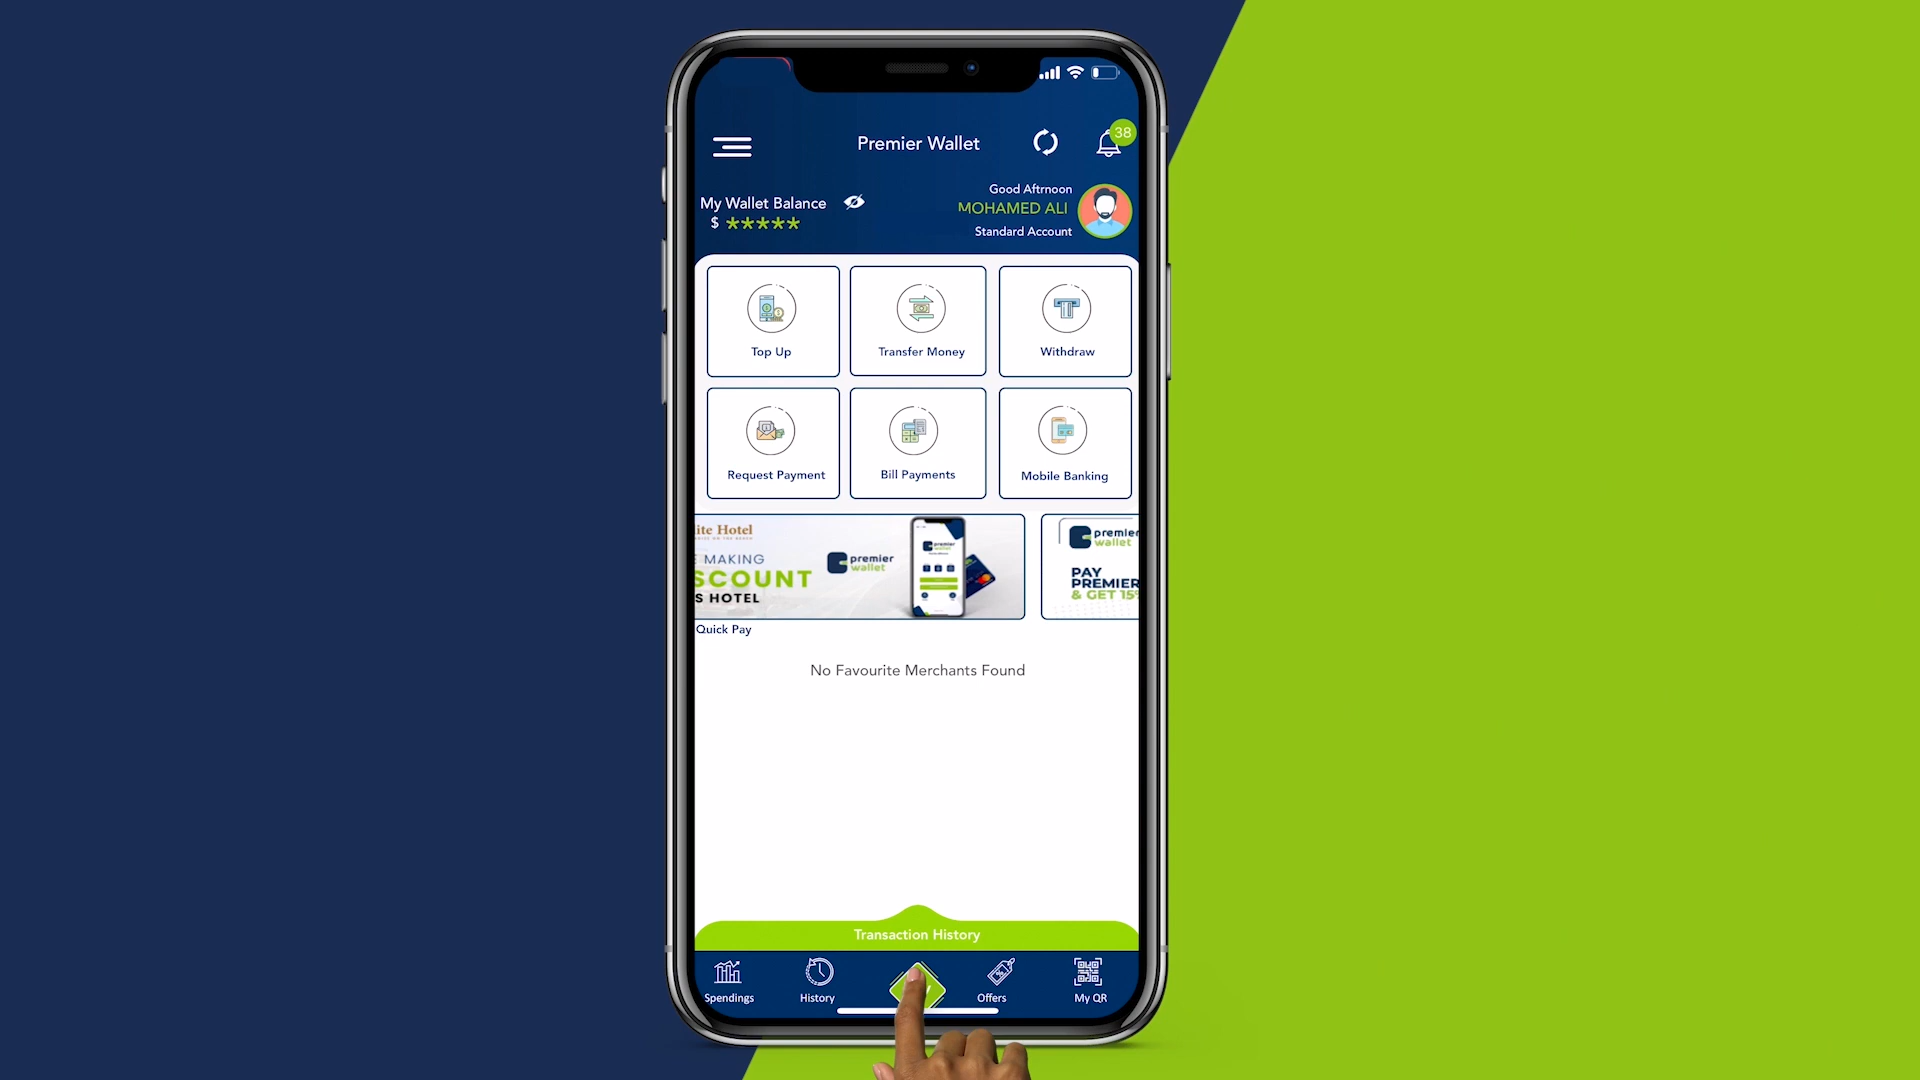 Premier Wallet
38
My Wallet Balance
$ *****
Good Aftrnoon
MOHAMED ALI
Standard Account
Top Up
Transfer Money
Withdraw
Request Payment
Bill Payments
Mobile Banking
ite Hotel
MAKING
SCOUNT
S HOTEL
premier
wallet
premier
wallet
premier
wallet
PAY
PREMIER
& GET 15%
Quick Pay
No Favourite Merchants Found
Transaction History
Spendings
History
Offers
My QR